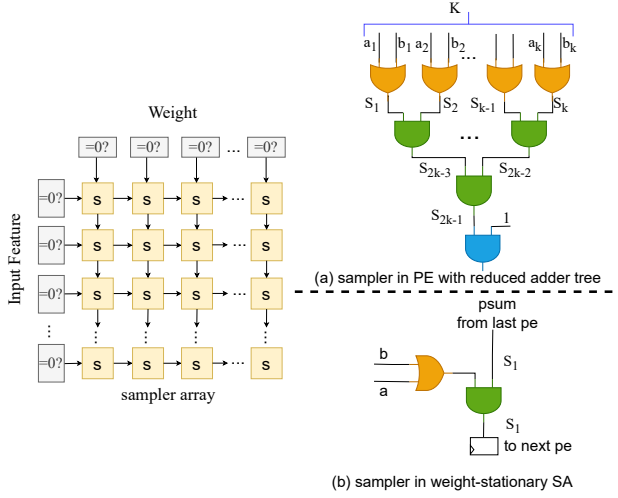 Weight
=0? =0? =0? ... =0?
Input Feature
=0? S S S ... S
=0? S S S ... S
=0? S S S ... S
=0? S S S ... S
sampler array
K
a1 b1 a2 b2 ... ak bk
S1 S2 Sk-1 Sk
...
S2k-3 S2k-2
S2k-1 1
(a) sampler in PE with reduced adder tree
psum
from last pe
b
a
S1
S1
to next pe
(b) sampler in weight-stationary SA